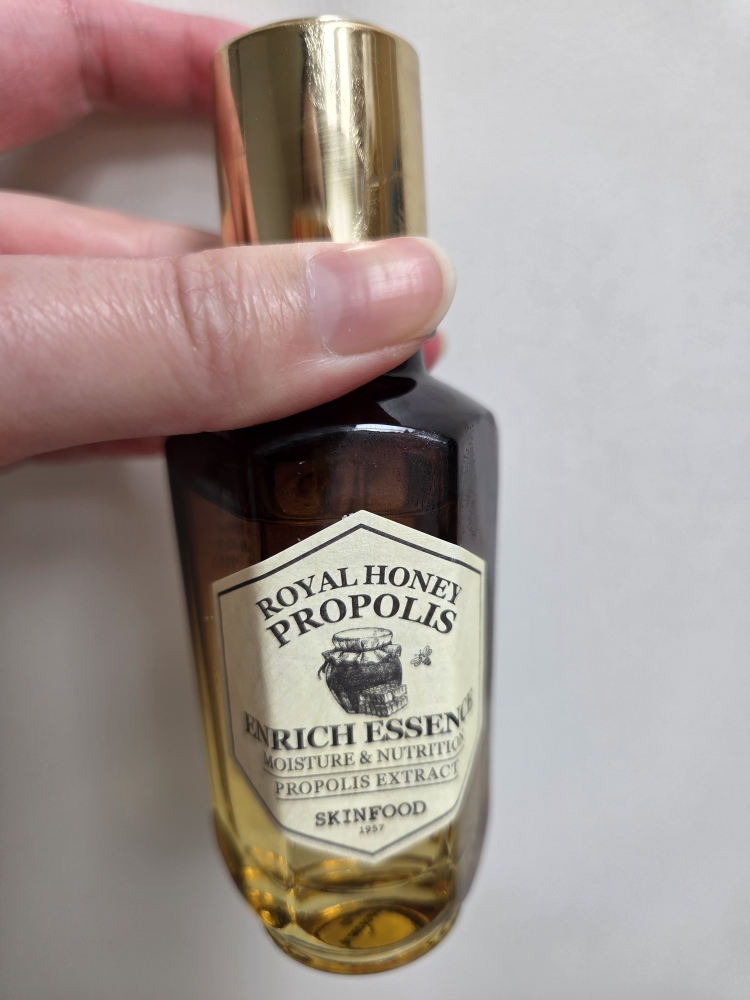 ROYAL HONEY
PROPOLIS
ENRICH ESSENCE
MOISTURE & NUTRITION
PROPOLIS EXTRACT
SKINFOOD
1957